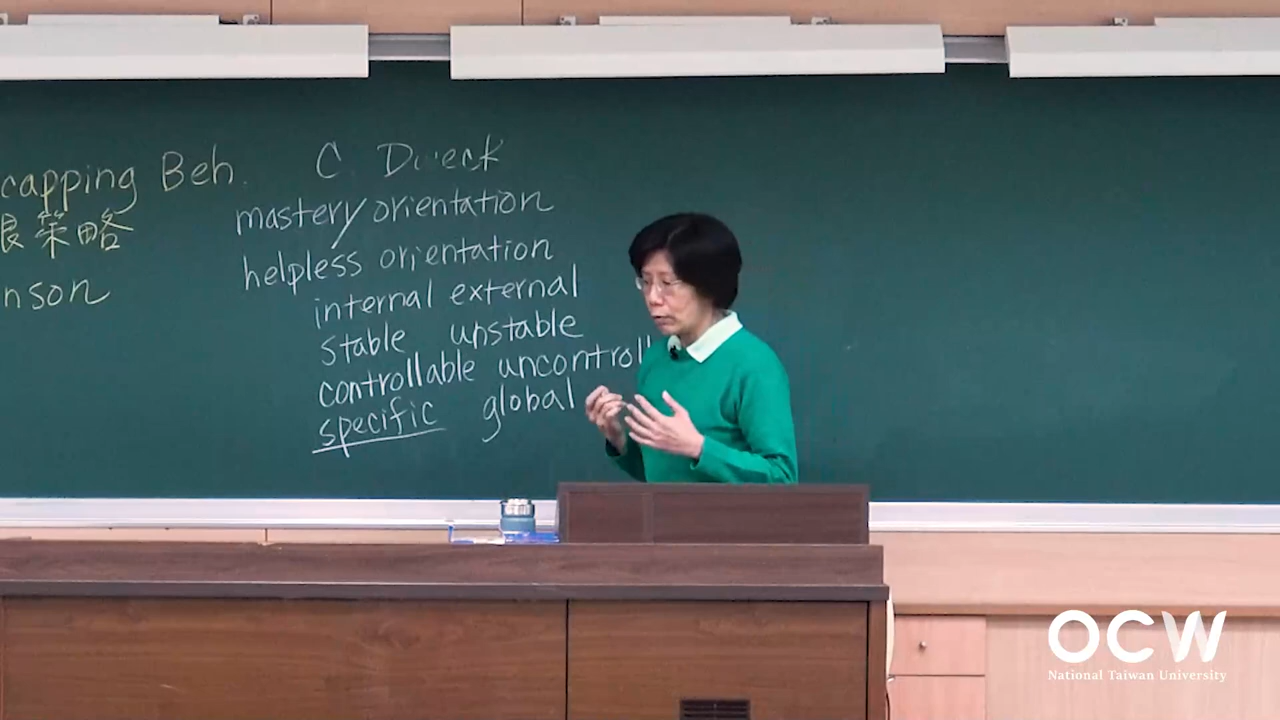 capping Beh.
策略
nson
C. Dweck
mastery orientation
helpless orientation
internal external
stable unstable
controllable uncontroll
specific global
OCW
National Taiwan University